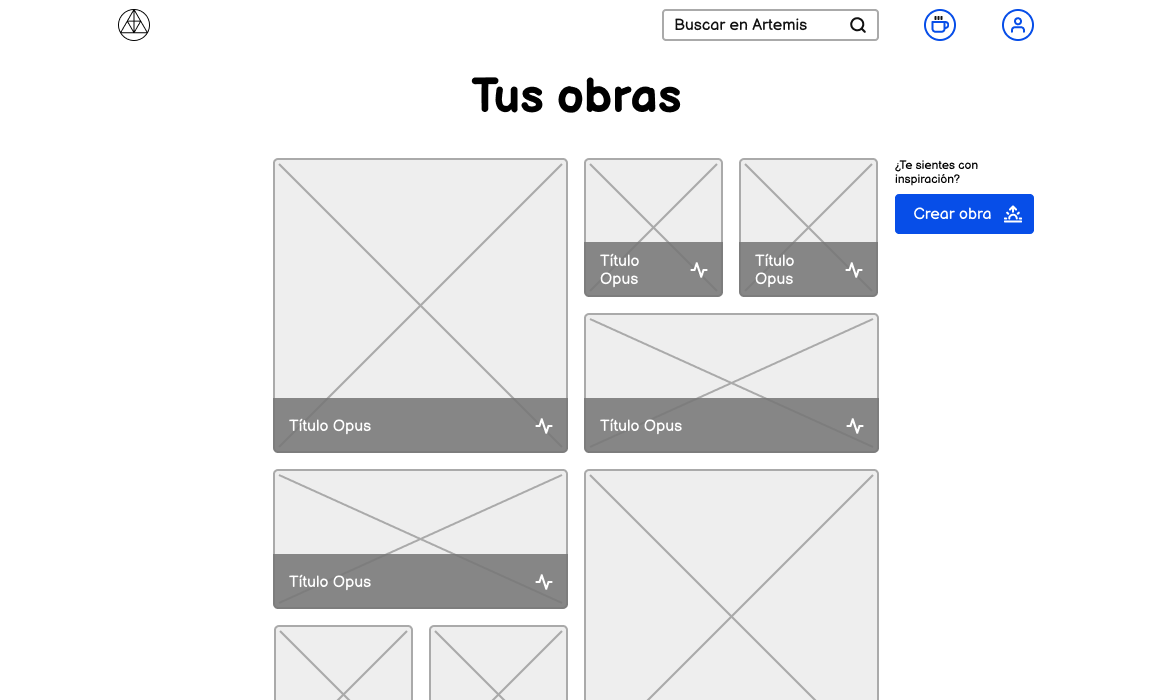 Buscar en Artemis
Tus obras
¿Te sientes con
inspiración?
Crear obra
Título
Opus
Título
Opus
Título Opus
Título Opus
Título Opus